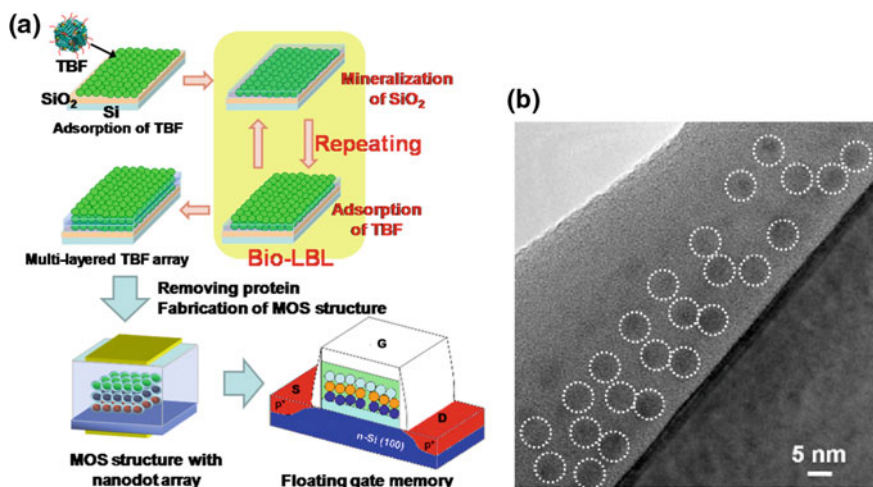 (a)
TBF
SiO2
Si
Adsorption of TBF
Mineralization
of SiO2
Repeating
Adsorption
of TBF
Bio-LBL
Multi-layered TBF array
Removing protein
Fabrication of MOS structure
MOS structure with
nanodot array
G
S
D
p+
p+
n-Si (100)
Floating gate memory
(b)
5 nm